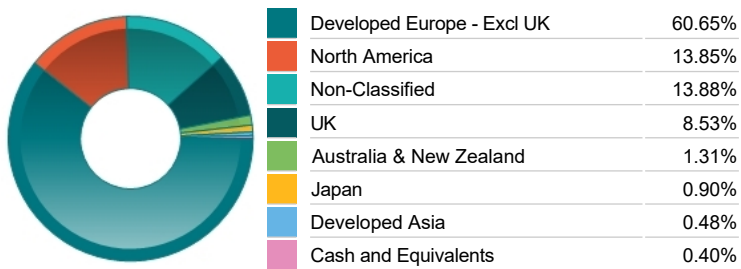 Developed Europe - Excl UK 60.65%
North America 13.85%
Non-Classified 13.88%
UK 8.53%
Australia & New Zealand 1.31%
Japan 0.90%
Developed Asia 0.48%
Cash and Equivalents 0.40%